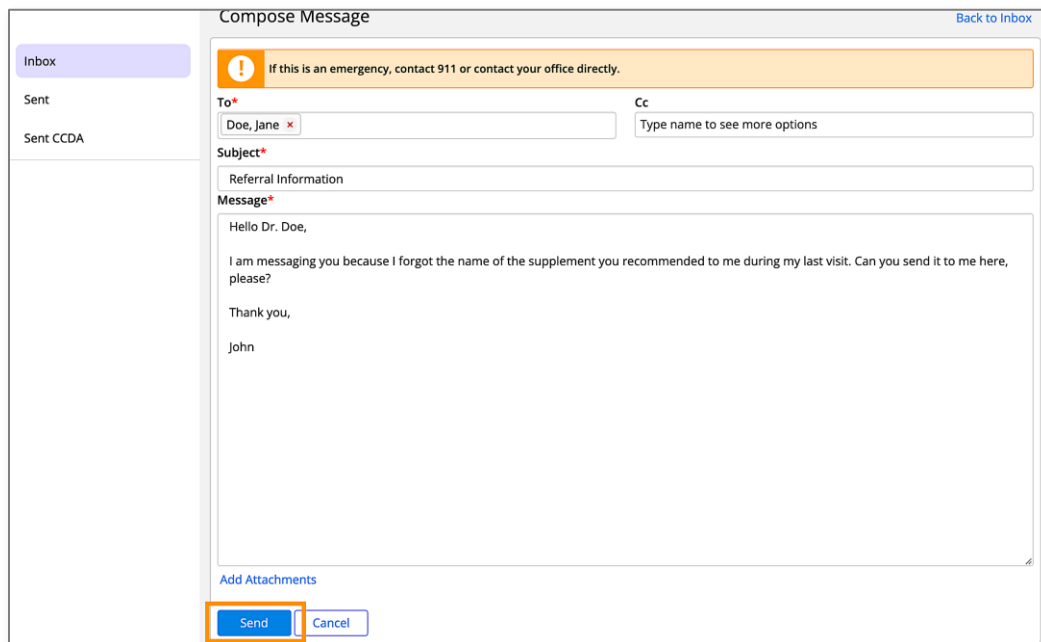 Compose Message
Back to Inbox
Inbox
Sent
Sent CCDA
If this is an emergency, contact 911 or contact your office directly.
To*
Cc
Doe, Jane ×
Type name to see more options
Subject*
Referral Information
Message*
Hello Dr. Doe,
I am messaging you because I forgot the name of the supplement you recommended to me during my last visit. Can you send it to me here,
please?
Thank you,
John
Add Attachments
Send
Cancel